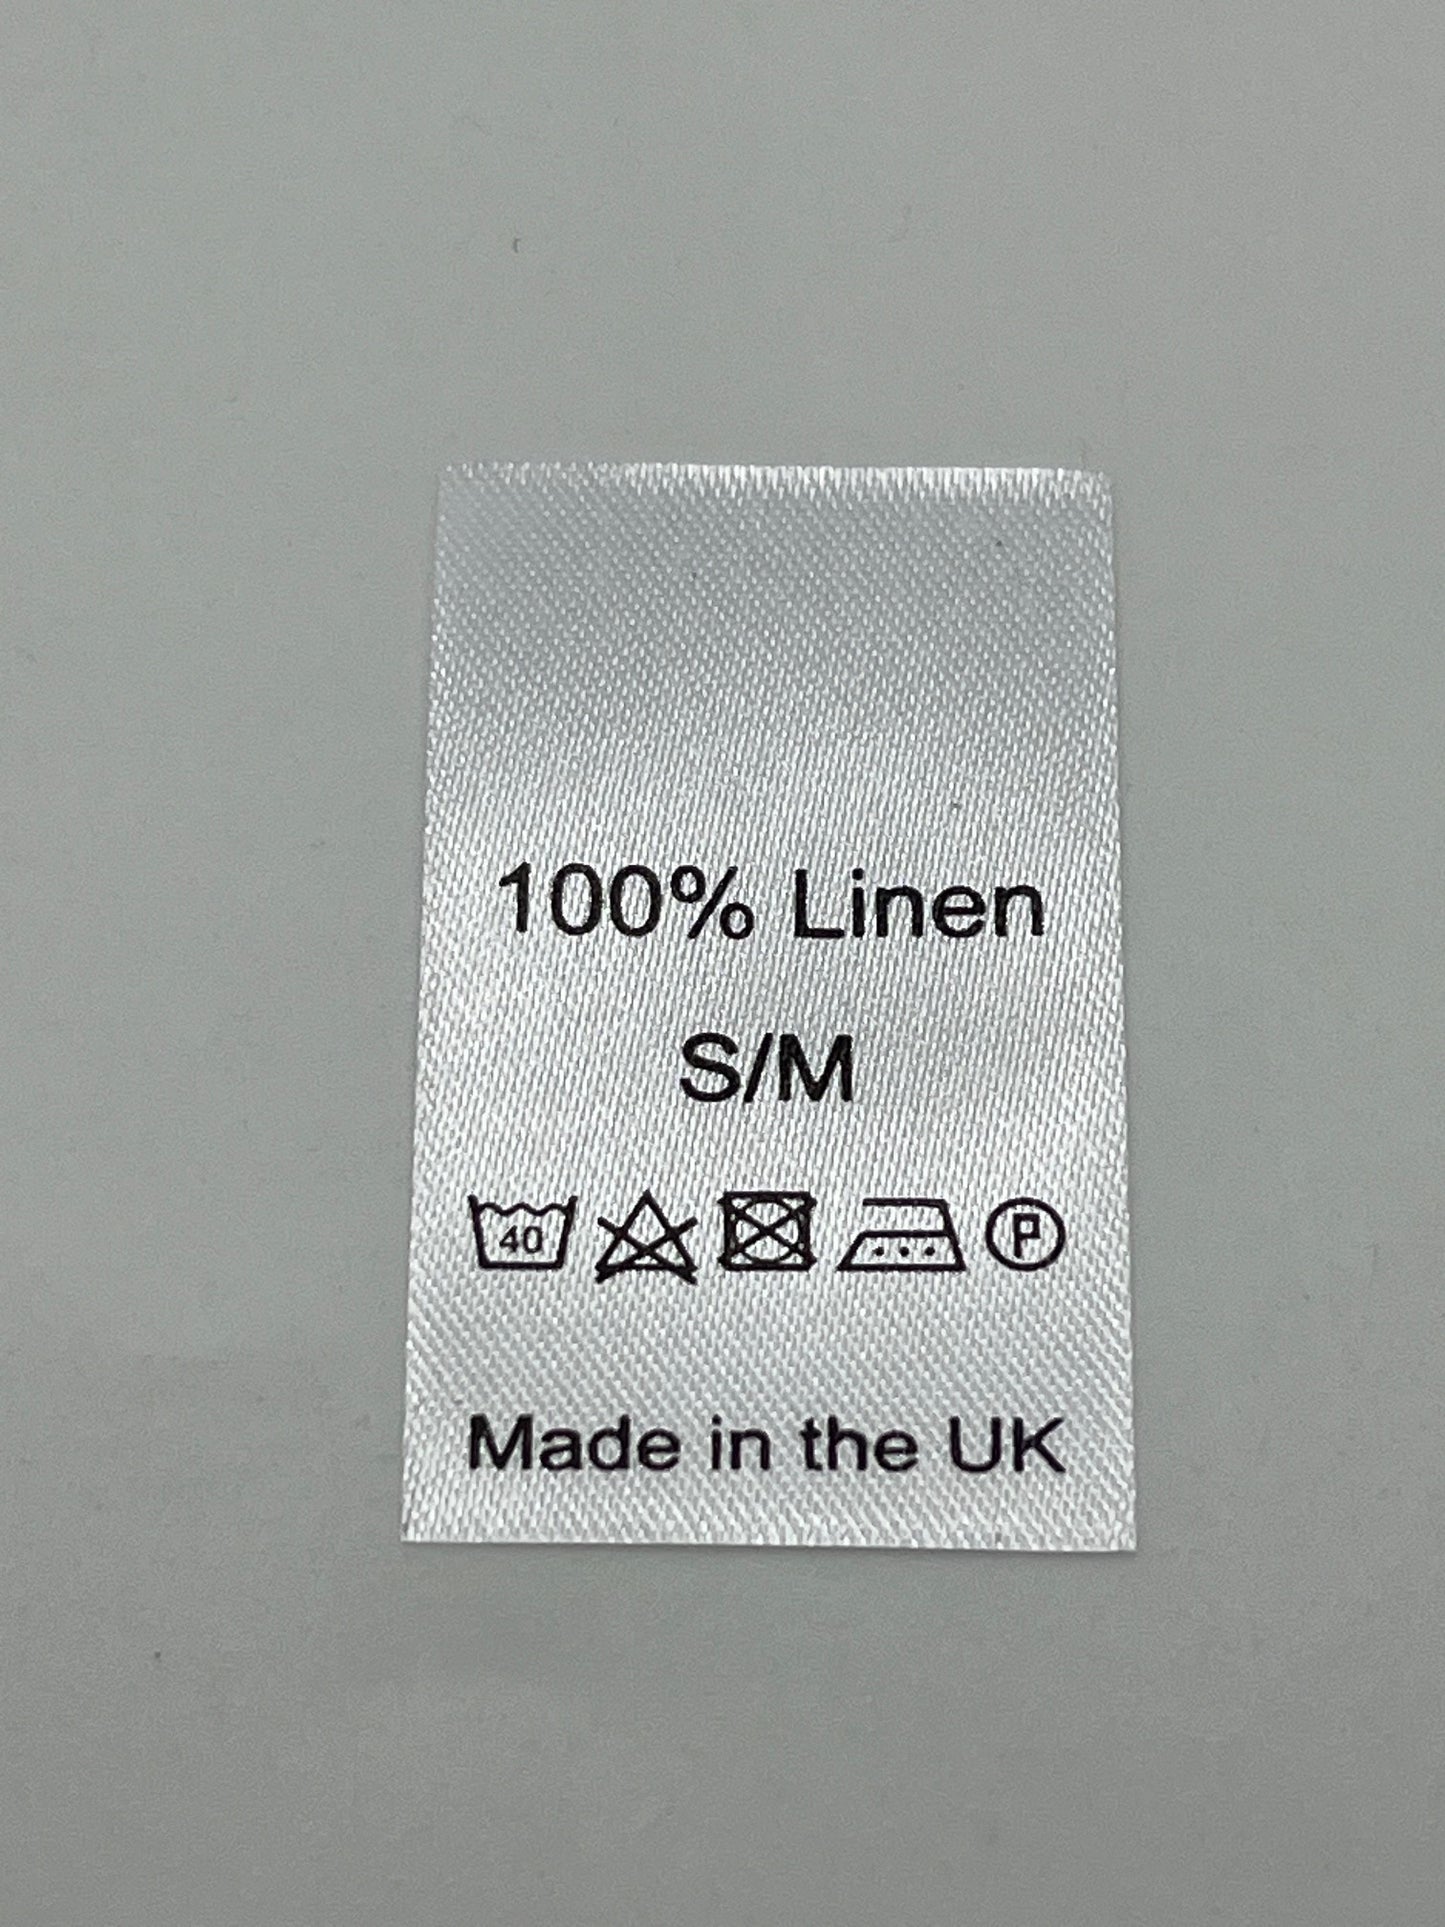 100% Linen
S/M
40 P
Made in the UK